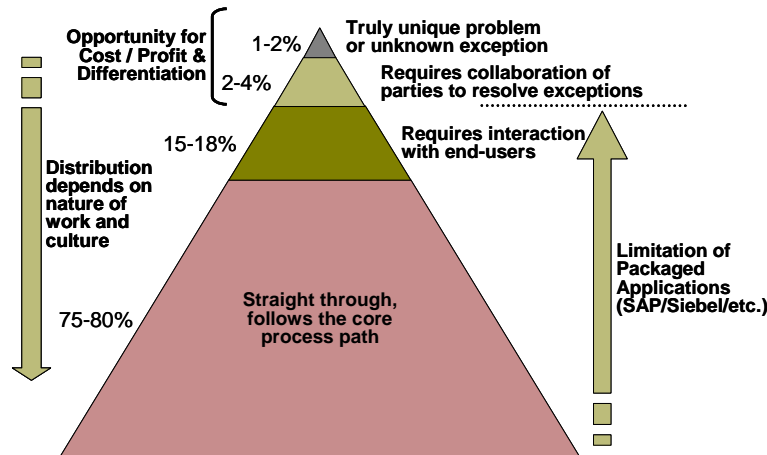 Opportunity for
Cost / Profit &
Differentiation
1-2%
Truly unique problem
or unknown exception
2-4%
Requires collaboration of
parties to resolve exceptions
15-18%
Requires interaction
with end-users
Distribution
depends on
nature of
work and
culture
Limitation of
Packaged
Applications
(SAP/Siebel/etc.)
75-80%
Straight through,
follows the core
process path